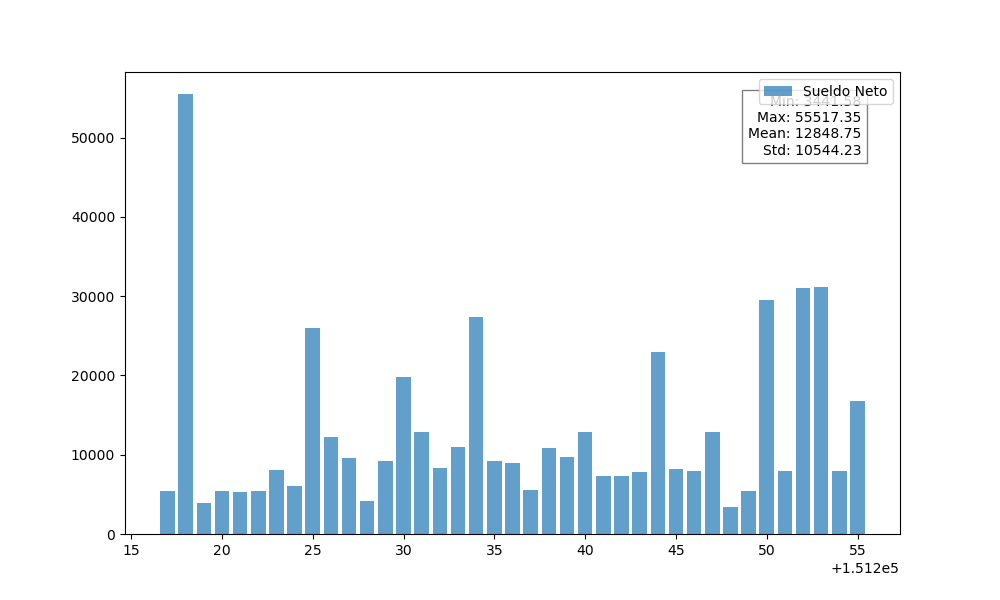 Sueldo Neto
Min: 3441.58
Max: 55517.35
Mean: 12848.75
Std: 10544.23
50000
40000
30000
20000
10000
0
15 20 25 30 35 40 45 50 55
+1.512e5